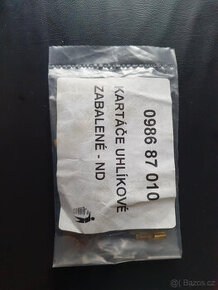 0986 87 010
KARTÁČE UHLÍKOVÉ
ZABALENÉ - ND
Bazos.cz